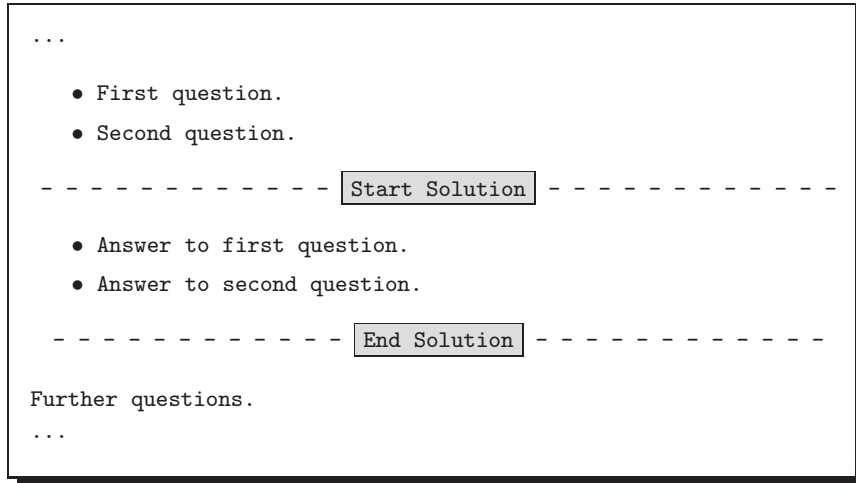 ...
• First question.
• Second question.
- - - - - - - - - - - - Start Solution - - - - - - - - - - - -
• Answer to first question.
• Answer to second question.
- - - - - - - - - - - - End Solution - - - - - - - - - - - -
Further questions.
...